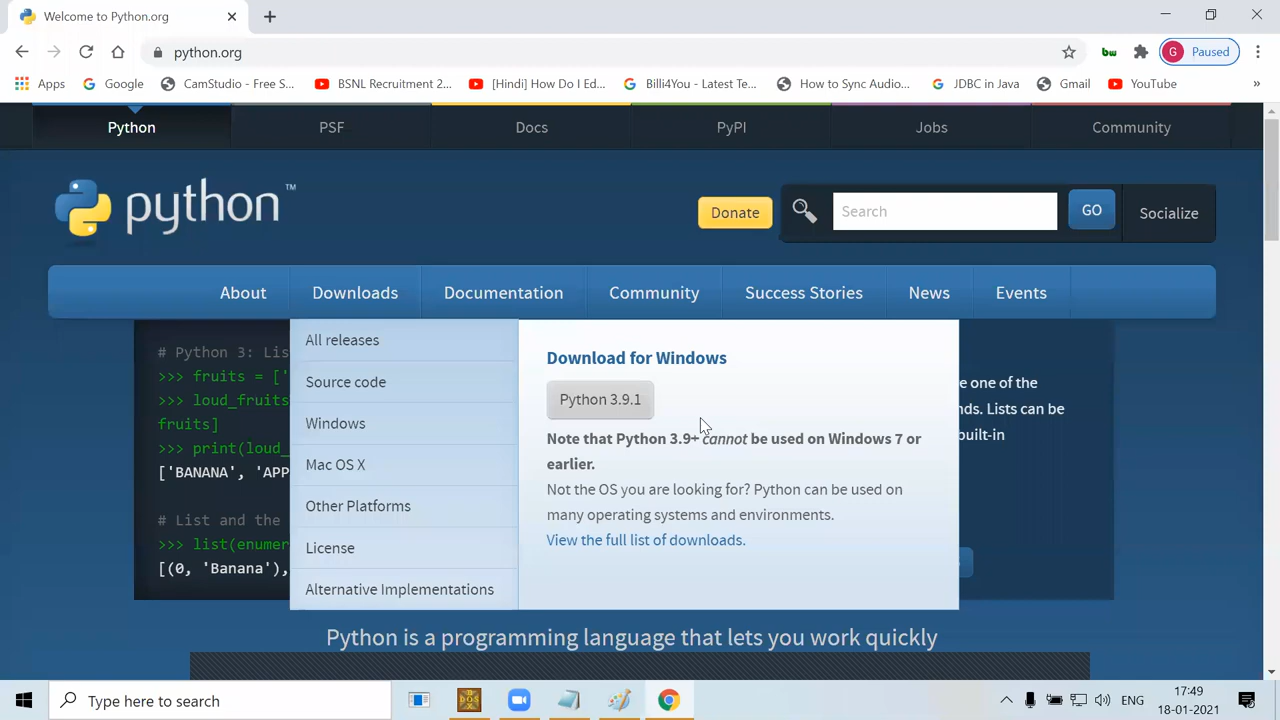 Welcome to Python.org
python.org
G Paused
Apps Google CamStudio - Free S... BSNL Recruitment 2... [Hindi] How Do I Ed... Billi4You - Latest Te... How to Sync Audio... JDBC in Java Gmail YouTube »
Python PSF Docs PyPI Jobs Community
python™ Donate Search GO Socialize
About Downloads Documentation Community Success Stories News Events
All releases
Source code
Windows
Mac OS X
Other Platforms
License
Alternative Implementations
Download for Windows
Python 3.9.1
Note that Python 3.9+ cannot be used on Windows 7 or
earlier.
Not the OS you are looking for? Python can be used on
many operating systems and environments.
View the full list of downloads.
# Python 3: Lis
>>> fruits = ['
>>> loud_fruits
fruits]
>>> print(loud_
['BANANA', 'APP
# List and the
>>> list(enumer
[(0, 'Banana'),
e one of the
nds. Lists can be
built-in
Python is a programming language that lets you work quickly
Type here to search
ENG
17:49
18-01-2021